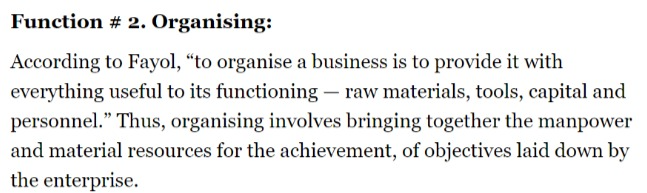 Function # 2. Organising:
According to Fayol, “to organise a business is to provide it with
everything useful to its functioning — raw materials, tools, capital and
personnel.” Thus, organising involves bringing together the manpower
and material resources for the achievement, of objectives laid down by
the enterprise.